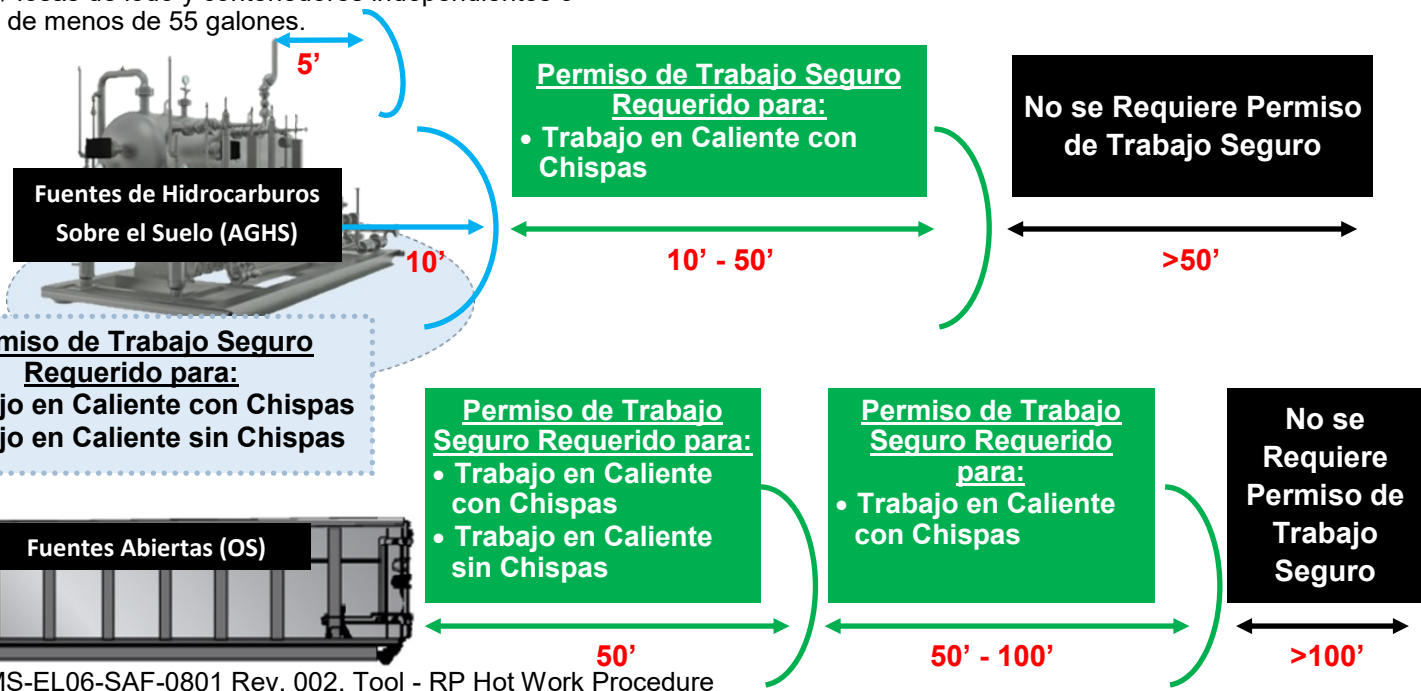 de menos de 55 galones.
5’
Permiso de Trabajo Seguro
Requerido para:
• Trabajo en Caliente con
Chispas
No se Requiere Permiso
de Trabajo Seguro
Fuentes de Hidrocarburos
Sobre el Suelo (AGHS)
10’
10’ - 50’
>50’
miso de Trabajo Seguro
Requerido para:
jo en Caliente con Chispas
jo en Caliente sin Chispas
Permiso de Trabajo
Seguro Requerido para:
• Trabajo en Caliente
con Chispas
• Trabajo en Caliente
sin Chispas
Permiso de Trabajo
Seguro Requerido
para:
• Trabajo en Caliente
con Chispas
No se
Requiere
Permiso de
Trabajo
Seguro
Fuentes Abiertas (OS)
50’
50’ - 100’
>100’
MS-EL06-SAF-0801 Rev. 002. Tool - RP Hot Work Procedure